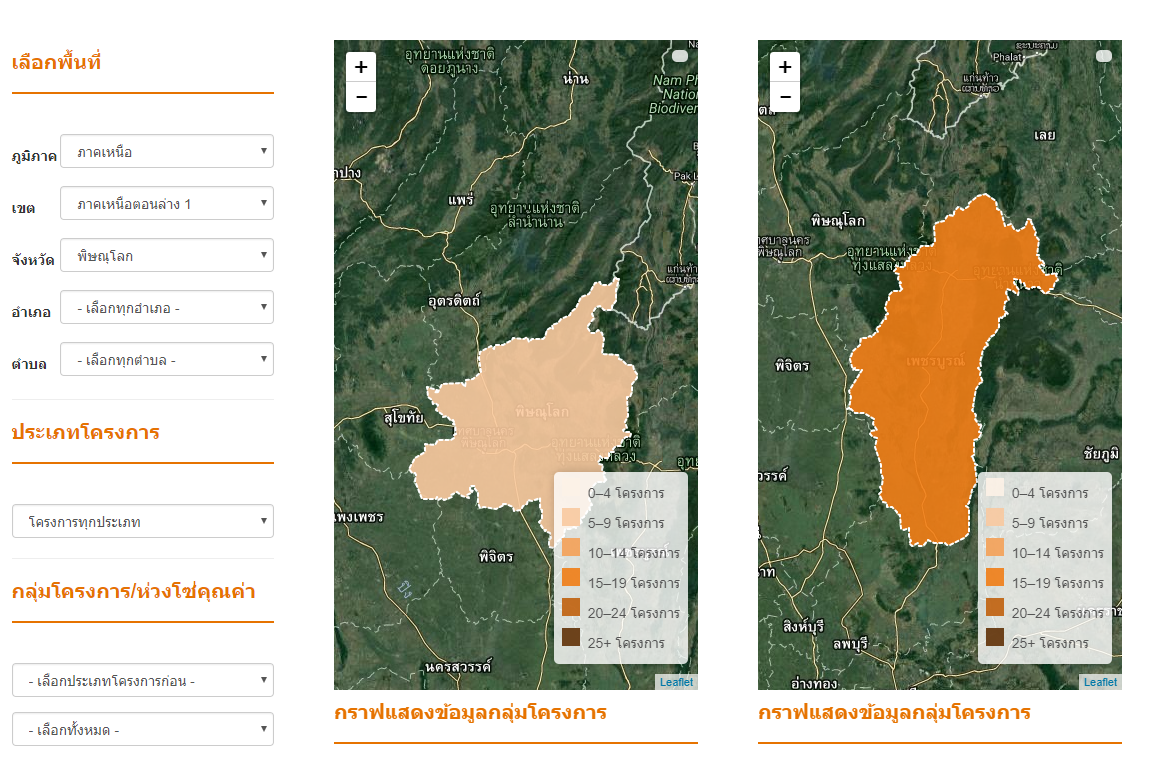 เลือกพื้นที่
ภูมิภาค
ภาคเหนือ
เขต
ภาคเหนือตอนล่าง 1
จังหวัด
พิษณุโลก
อำเภอ
- เลือกทุกอำเภอ -
ตำบล
- เลือกทุกตำบล -
ประเภทโครงการ
โครงการทุกประเภท
กลุ่มโครงการ/ห่วงโซ่คุณค่า
- เลือกประเภทโครงการก่อน -
- เลือกทั้งหมด -
+
−
อุทยานแห่งชาติ
ดอยภูนาง
น่าน
Nam Ph
Nation
Biodiver
าปาง
Pak L
แพร่
อุทยานแห่งชาติ
ลำน้ำน่าน
แก่นท้าว
อุตรดิตถ์
สุโขทัย
พิษณุโลก
พิษณุโลก
อุทยานแห่งชาติ
ทุ่งแสลงหลวง
แพงเพชร
พิจิตร
ปิง
นครสวรรค์
0–4 โครงการ
5–9 โครงการ
10–14 โครงการ
15–19 โครงการ
20–24 โครงการ
25+ โครงการ
Leaflet
กราฟแสดงข้อมูลกลุ่มโครงการ
+
−
Phalat
แก่นท้าว
ເລຍ
พิษณุโลก
พิษณุโลก
อุทยานแห่งชาติ
ทุ่งแสลงหลวง
เพชรบูรณ์
พิจิตร
ชัยภูมิ
วรรค์
สิงห์บุรี
ลพบุรี
อ่างทอง
0–4 โครงการ
5–9 โครงการ
10–14 โครงการ
15–19 โครงการ
20–24 โครงการ
25+ โครงการ
Leaflet
กราฟแสดงข้อมูลกลุ่มโครงการ